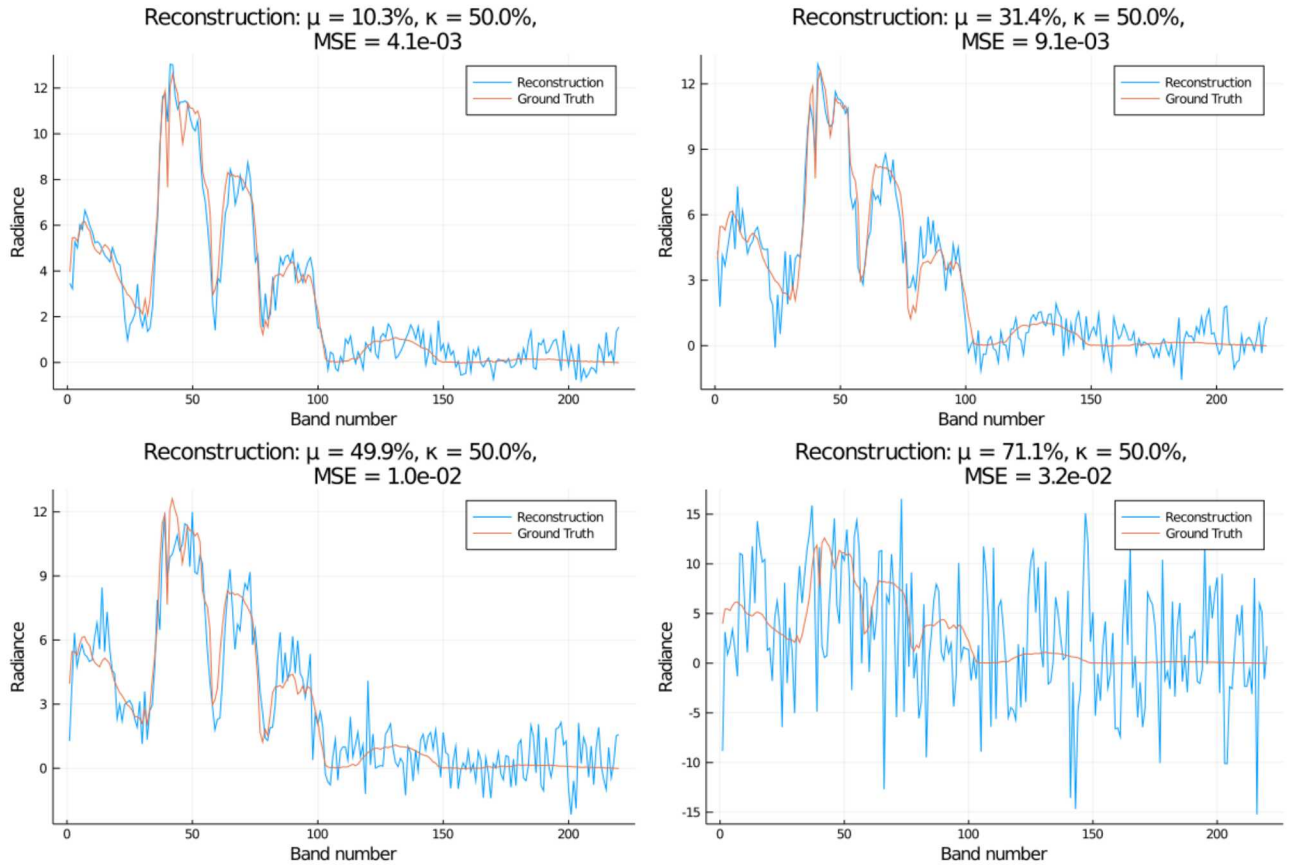 Reconstruction: μ = 10.3%, κ = 50.0%,
MSE = 4.1e-03
Reconstruction
Ground Truth
Radiance
12
10
8
6
4
2
0
0
50
100
150
200
Band number
Reconstruction: μ = 31.4%, κ = 50.0%,
MSE = 9.1e-03
Reconstruction
Ground Truth
Radiance
12
9
6
3
0
0
50
100
150
200
Band number
Reconstruction: μ = 49.9%, κ = 50.0%,
MSE = 1.0e-02
Reconstruction
Ground Truth
Radiance
12
9
6
3
0
0
50
100
150
200
Band number
Reconstruction: μ = 71.1%, κ = 50.0%,
MSE = 3.2e-02
Reconstruction
Ground Truth
Radiance
15
10
5
0
-5
-10
-15
0
50
100
150
200
Band number